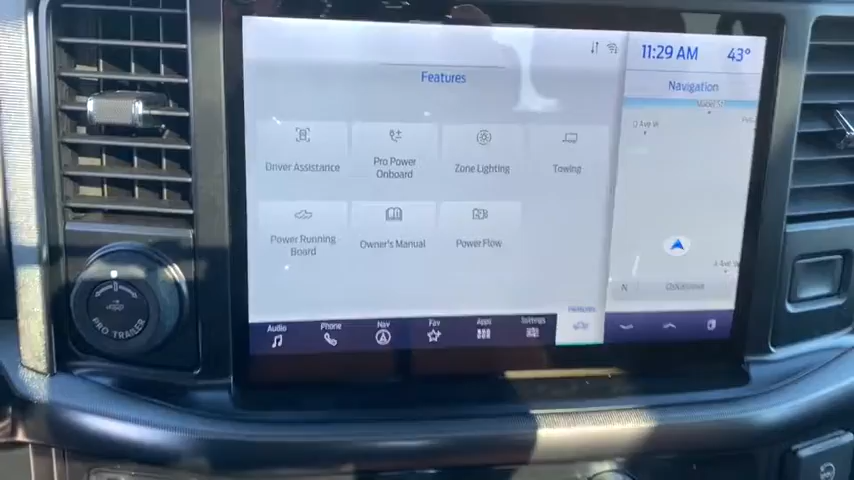 11:29 AM 43°
Features
Navigation
Driver Assistance
Pro Power
Onboard
Zone Lighting
Towing
Power Running
Board
Owner's Manual
Power Flow
N
PRO TRAILER
Audio
Phone
Nav
Fav
Apps
Settings
Features